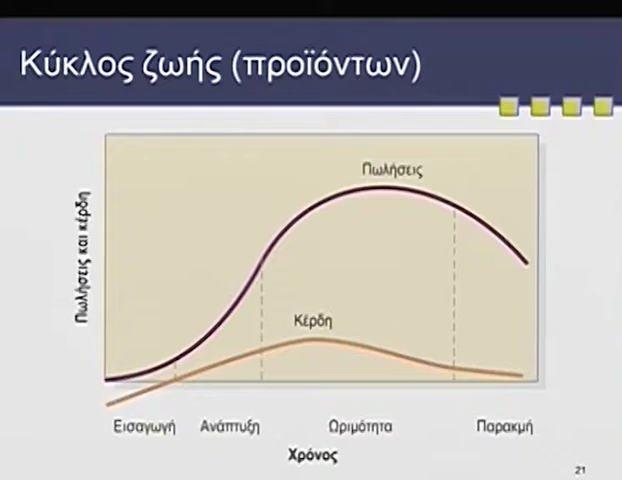 Κύκλος ζωής (προϊόντων)
Πωλήσεις
Πωλήσεις και κέρδη
Κέρδη
Εισαγωγή Ανάπτυξη Ωριμότητα Παρακμή
Χρόνος
21